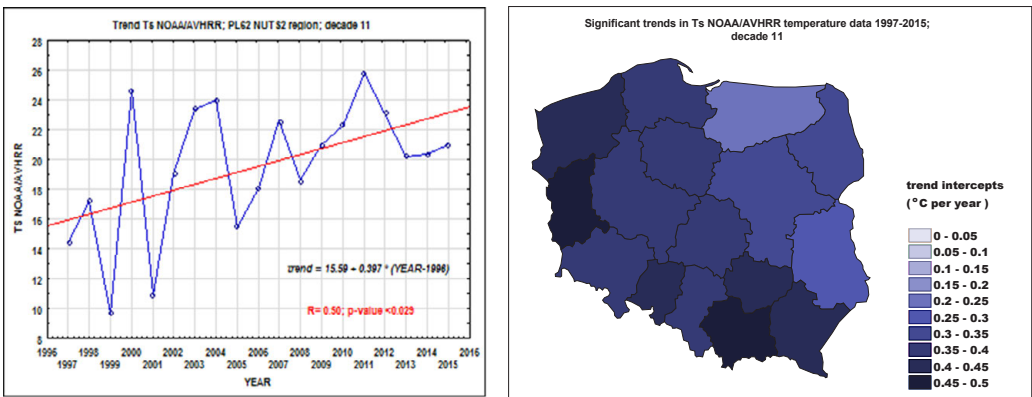 Trend Ts NOAA/AVHRR; PL62 NUTS2 region; decade 11
TS NOAA/AVHRR
28
26
24
22
20
18
16
14
12
10
8
trend = 15.59 + 0.397 * (YEAR-1996)
R= 0.50; p-value <0.029
1996 1998 2000 2002 2004 2006 2008 2010 2012 2014 2016
1997 1999 2001 2003 2005 2007 2009 2011 2013 2015
YEAR
Significant trends in Ts NOAA/AVHRR temperature data 1997-2015;
decade 11
trend intercepts
(°C per year )
0 - 0.05
0.05 - 0.1
0.1 - 0.15
0.15 - 0.2
0.2 - 0.25
0.25 - 0.3
0.3 - 0.35
0.35 - 0.4
0.4 - 0.45
0.45 - 0.5